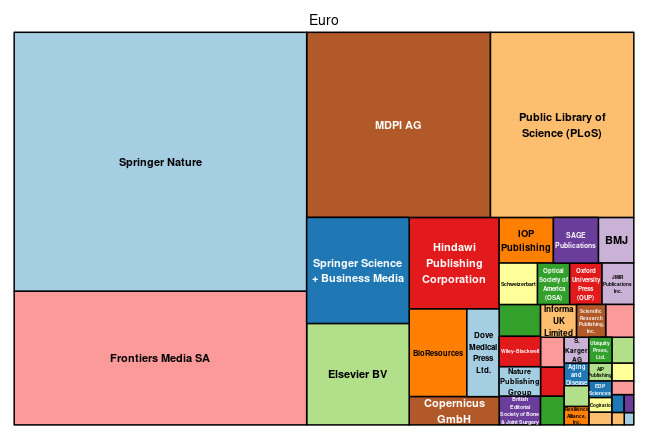 Euro
Springer Nature
MDPI AG
Public Library of
Science (PLoS)
Frontiers Media SA
Springer Science
+ Business Media
Elsevier BV
Hindawi
Publishing
Corporation
BioResources
Dove
Medical
Press
Ltd.
Copernicus
GmbH
IOP
Publishing
SAGE
Publications
BMJ
Schweizerbart
Optical
Society of
America
(OSA)
Oxford
University
Press
(OUP)
JMIR
Publications
Inc.
Informa
UK
Limited
Scientific
Research
Publishing,
Inc,
Wiley-Blackwell
S.
Karger
AG
Ubiquity
Press,
Ltd.
Nature
Publishing
Group
Aging
and
Disease
AIP
Publishing
EDP
Sciences
British
Editorial
Society of Bone
& Joint Surgery
Resilience
Alliance,
Inc.
Cogitatio